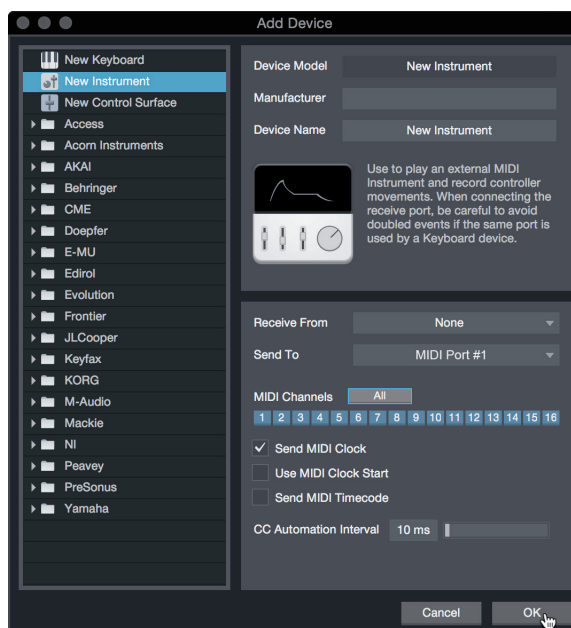 Add Device
New Keyboard
New Instrument
New Control Surface
Access
Acorn Instruments
AKAI
Behringer
CME
Doepfer
E-MU
Edirol
Evolution
Frontier
JLCooper
Keyfax
KORG
M-Audio
Mackie
NI
Peavey
PreSonus
Yamaha
Device Model New Instrument
Manufacturer
Device Name New Instrument
Use to play an external MIDI
Instrument and record controller
movements. When connecting the
receive port, be careful to avoid
doubled events if the same port is
used by a Keyboard device.
Receive From None
Send To MIDI Port #1
MIDI Channels All
1 2 3 4 5 6 7 8 9 10 11 12 13 14 15 16
Send MIDI Clock
Use MIDI Clock Start
Send MIDI Timecode
CC Automation Interval 10 ms
Cancel OK